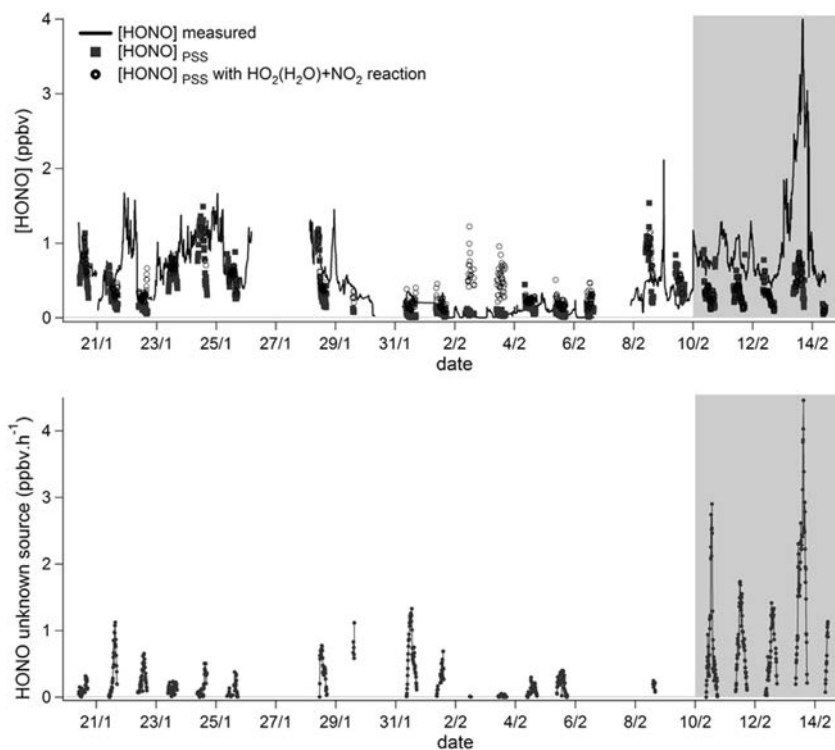 4
[HONO] measured
[HONO] PSS
[HONO] PSS with HO2(H2O)+NO2 reaction
3
2
1
0
[HONO] (ppbv)
21/1 23/1 25/1 27/1 29/1 31/1 2/2 4/2 6/2 8/2 10/2 12/2 14/2
date
4
3
2
1
0
HONO unknown source (ppbv.h-1)
21/1 23/1 25/1 27/1 29/1 31/1 2/2 4/2 6/2 8/2 10/2 12/2 14/2
date